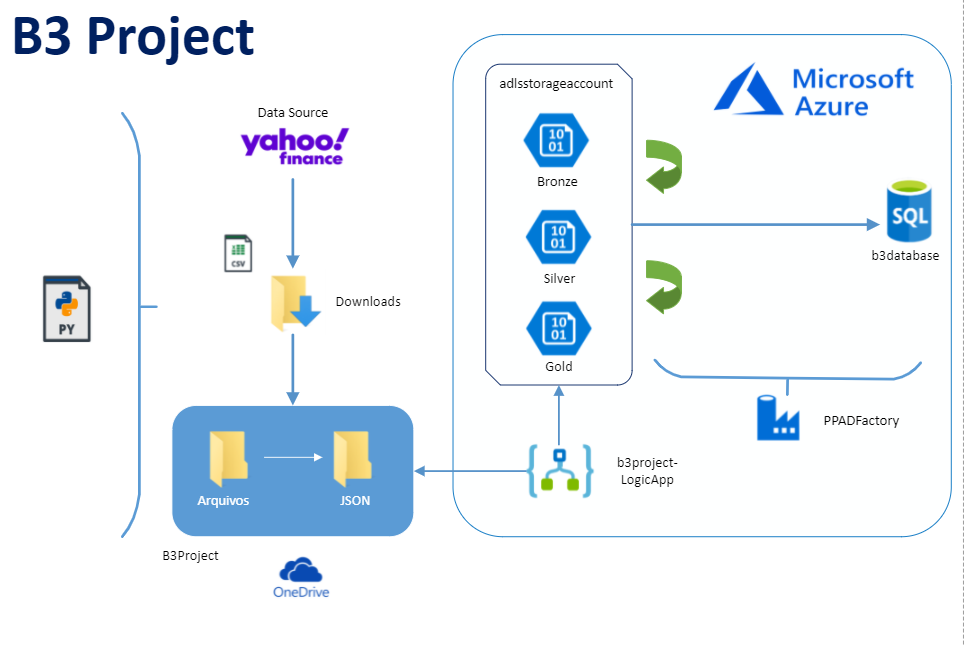 B3 Project
Data Source
yahoo!
finance
CSV
Downloads
PY
Arquivos
JSON
B3Project
OneDrive
adlsstorageaccount
10
01
Bronze
10
01
Silver
10
01
Gold
Microsoft
Azure
SQL
b3database
PPADFactory
b3project-
LogicApp